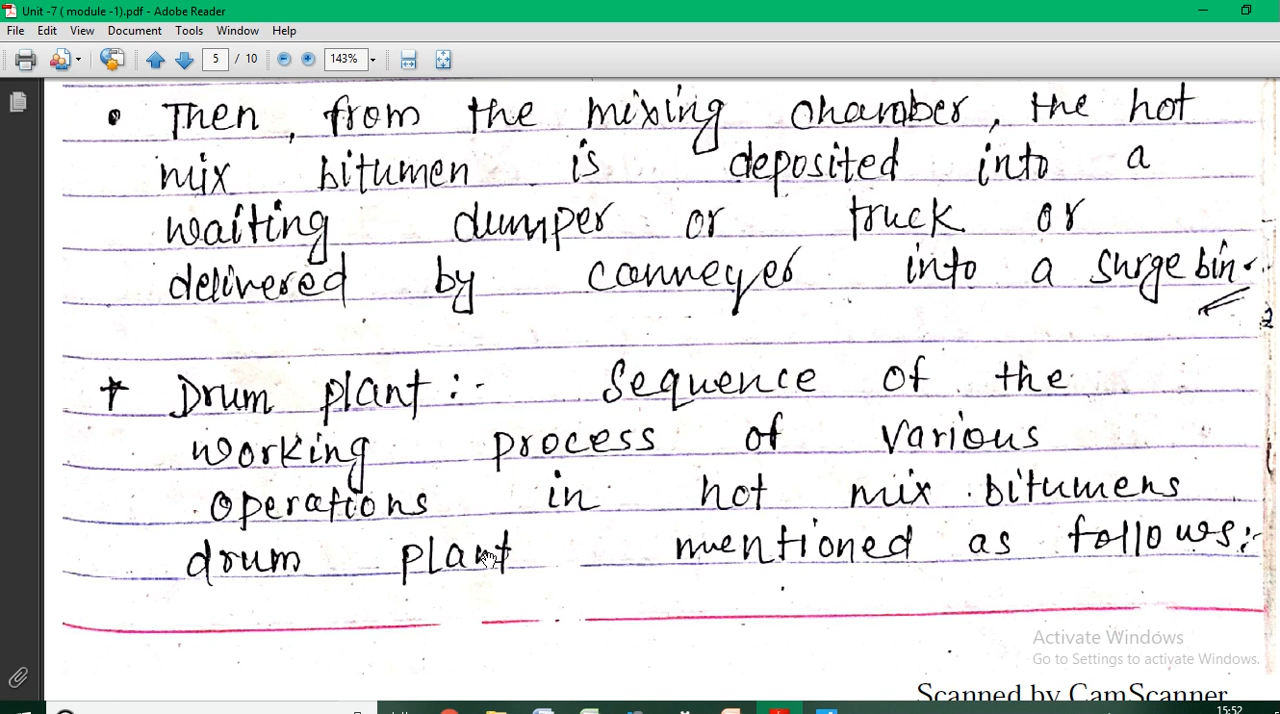 Unit -7 ( module -1).pdf - Adobe Reader
File Edit View Document Tools Window Help
5 / 10 143%
• Then, from the mixing chamber, the hot
mix bitumen is deposited into a
waiting dumper or truck or
delivered by conveyer into a surge bin.
+ Drum plant :- Sequence of the
working process of various
operations in hot mix bitumens
drum plant mentioned as follows:-
Activate Windows
Go to Settings to activate Windows.
Scanned by CamScanner
15:52